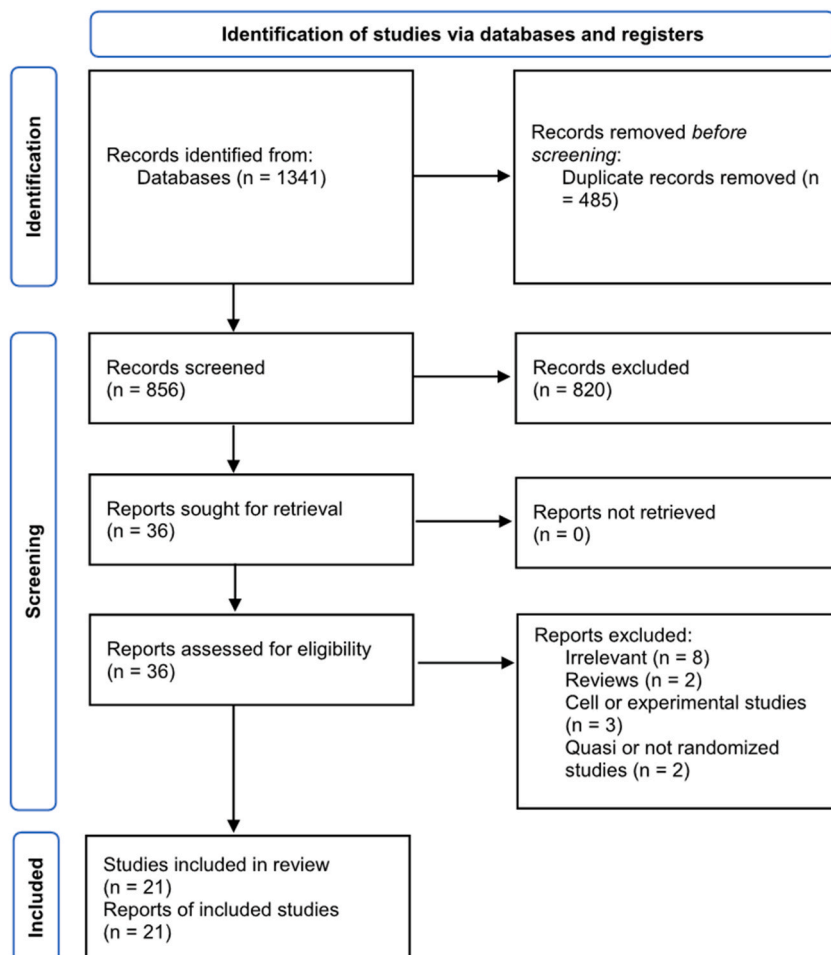 Identification of studies via databases and registers
Identification
Records identified from:
Databases (n = 1341)
Records removed before
screening:
Duplicate records removed (n
= 485)
Screening
Records screened
(n = 856)
Records excluded
(n = 820)
Reports sought for retrieval
(n = 36)
Reports not retrieved
(n = 0)
Reports assessed for eligibility
(n = 36)
Reports excluded:
Irrelevant (n = 8)
Reviews (n = 2)
Cell or experimental studies
(n = 3)
Quasi or not randomized
studies (n = 2)
Included
Studies included in review
(n = 21)
Reports of included studies
(n = 21)